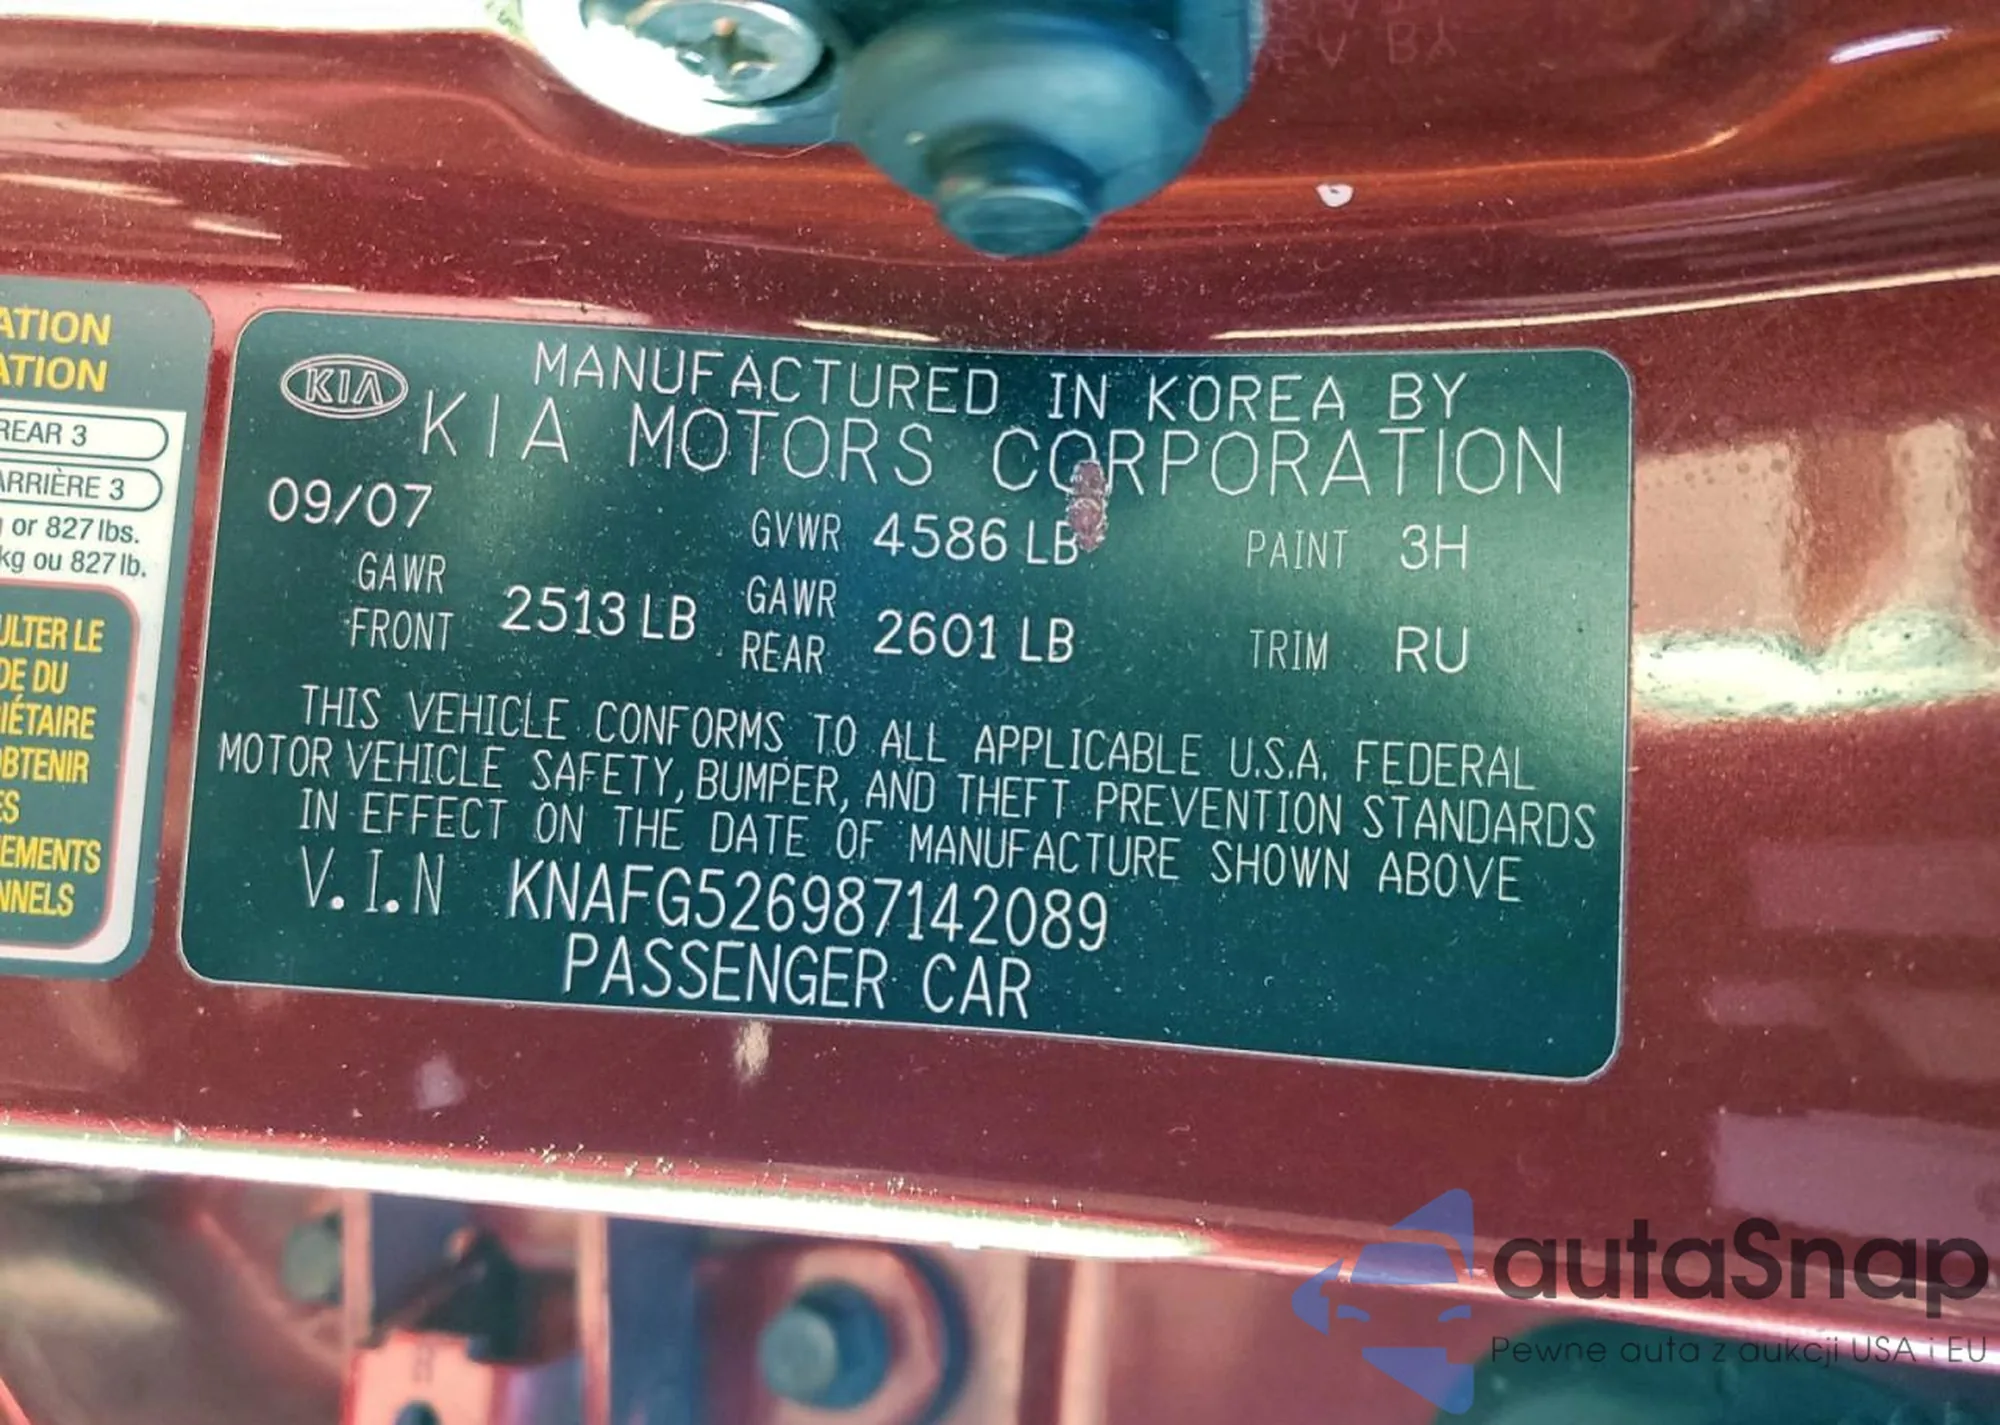 ATION
ATION
REAR 3
ARRIÈRE 3
or 827 lbs.
kg ou 827 lb.
ULTER LE
DE DU
IÉTAIRE
OBTENIR
ES
EMENTS
NNELS
KIA
MANUFACTURED IN KOREA BY
KIA MOTORS CORPORATION
09/07
GVWR 4586 LB
PAINT 3H
GAWR FRONT 2513 LB
GAWR REAR 2601 LB
TRIM RU
THIS VEHICLE CONFORMS TO ALL APPLICABLE U.S.A. FEDERAL
MOTOR VEHICLE SAFETY, BUMPER, AND THEFT PREVENTION STANDARDS
IN EFFECT ON THE DATE OF MANUFACTURE SHOWN ABOVE
V.I.N KNAFG526987142089
PASSENGER CAR
autaSnap
Pewne auta z aukcji USA i EU